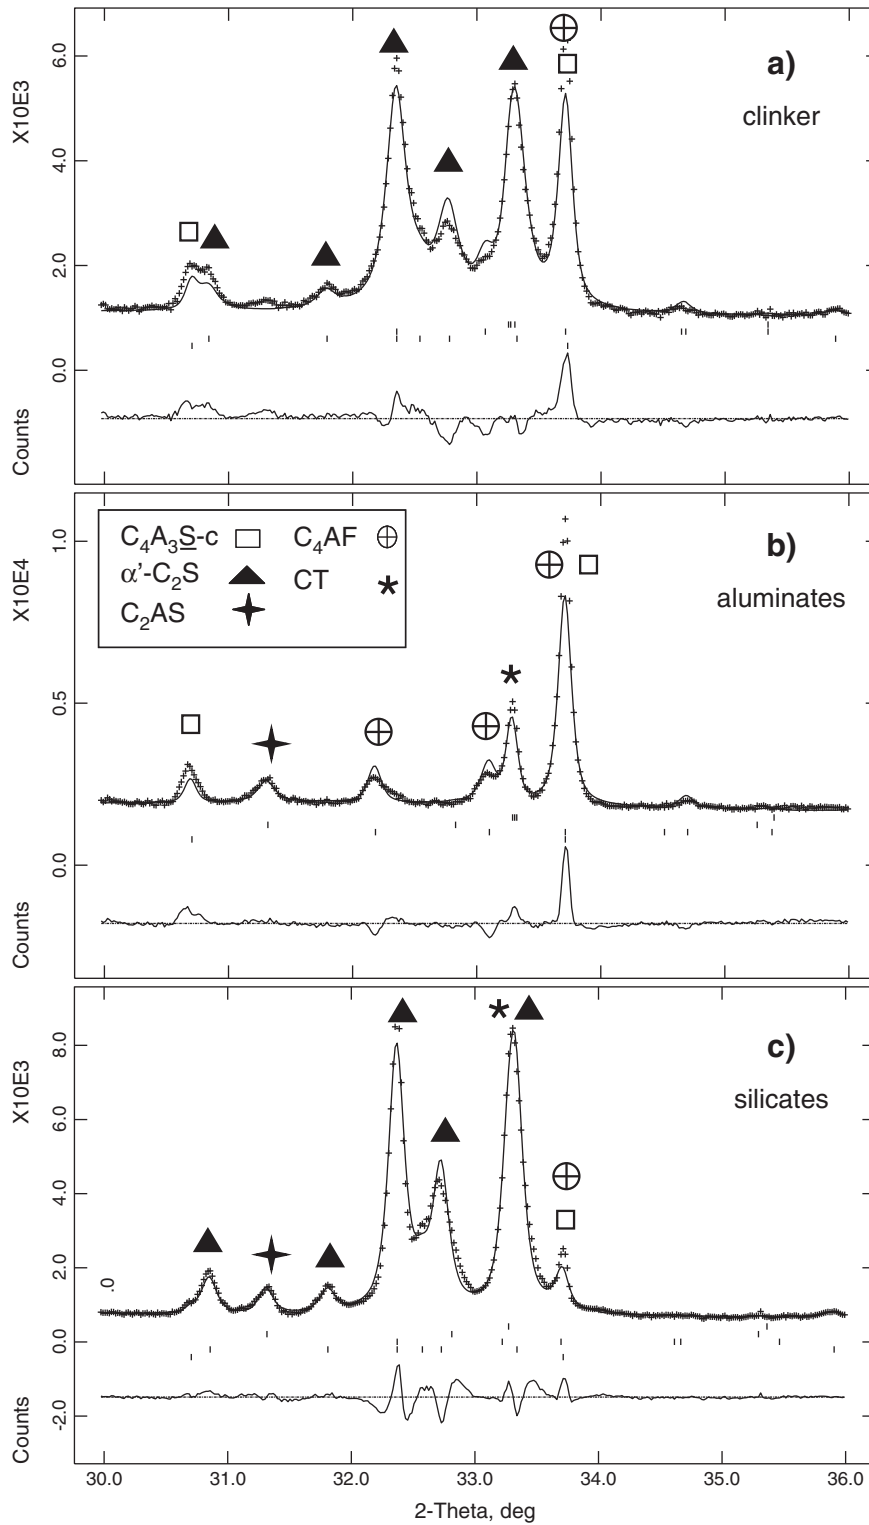 X10E3
Counts
6.0
4.0
2.0
0.0
a)
clinker
X10E4
Counts
1.0
0.5
0.0
C₄A₃S-c
C₄AF
α’-C₂S
CT
C₂AS
b)
aluminates
X10E3
Counts
8.0
6.0
4.0
2.0
.0
0.0
-2.0
c)
silicates
30.0 31.0 32.0 33.0 34.0 35.0 36.0
2-Theta, deg